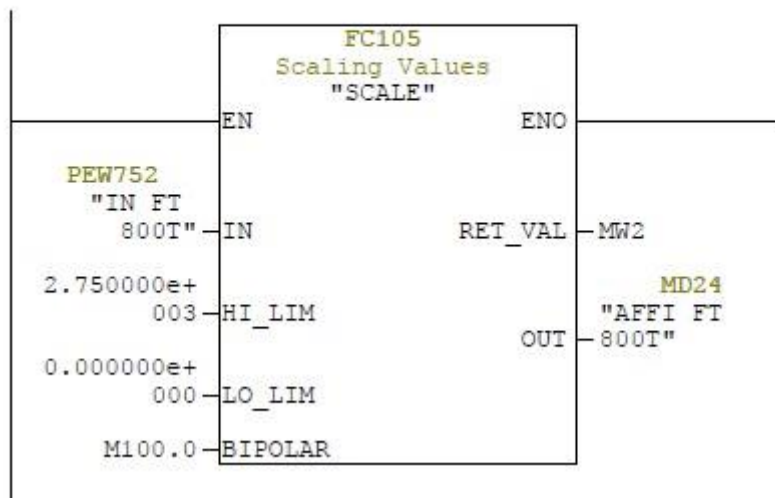 FC105
Scaling Values
"SCALE"
EN ENO
PEW752
"IN FT
800T" IN RET_VAL MW2
2.750000e+ MD24
003 HI_LIM "AFFI FT
OUT 800T"
0.000000e+
000 LO_LIM
M100.0 BIPOLAR